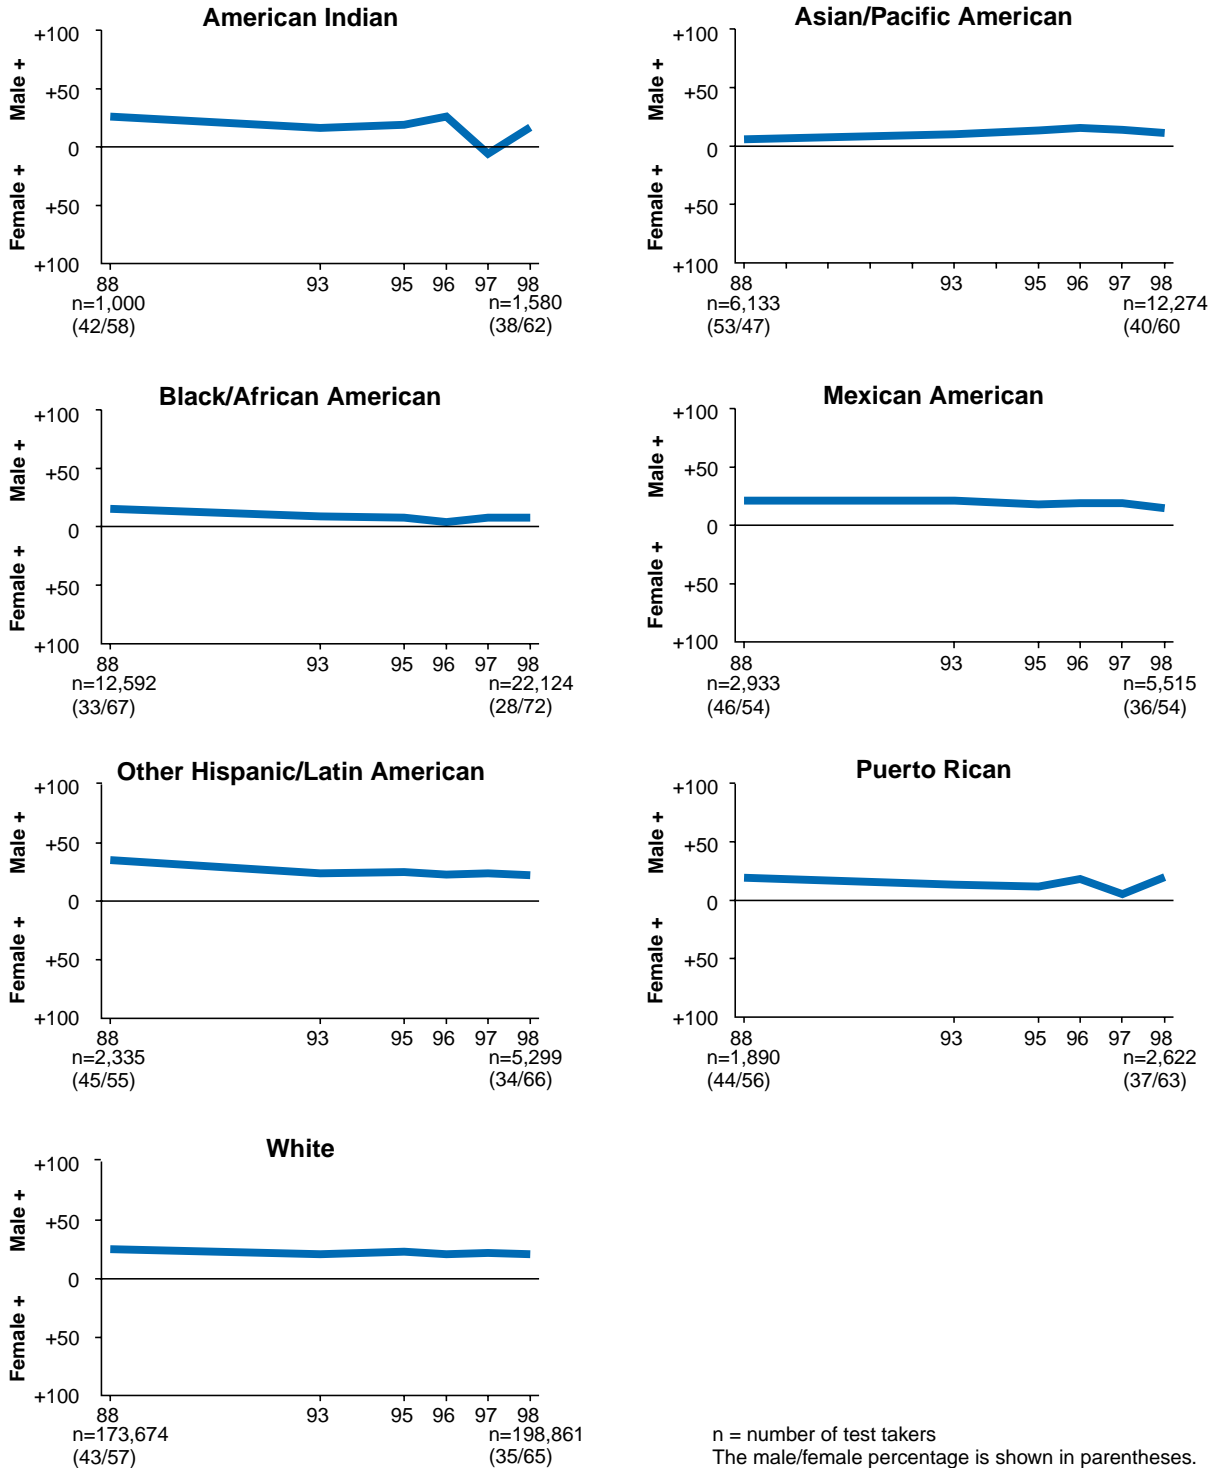 American Indian
+100
Male +
+50
0
Female +
+50
+100
88 93 95 96 97 98
n=1,000 n=1,580
(42/58) (38/62)
Asian/Pacific American
+100
Male +
+50
0
Female +
+50
+100
88 93 95 96 97 98
n=6,133 n=12,274
(53/47) (40/60
Black/African American
+100
Male +
+50
0
Female +
+50
+100
88 93 95 96 97 98
n=12,592 n=22,124
(33/67) (28/72)
Mexican American
+100
Male +
+50
0
Female +
+50
+100
88 93 95 96 97 98
n=2,933 n=5,515
(46/54) (36/54)
Other Hispanic/Latin American
+100
Male +
+50
0
Female +
+50
+100
88 93 95 96 97 98
n=2,335 n=5,299
(45/55) (34/66)
Puerto Rican
+100
Male +
+50
0
Female +
+50
+100
88 93 95 96 97 98
n=1,890 n=2,622
(44/56) (37/63)
White
+100
Male +
+50
0
Female +
+50
+100
88 93 95 96 97 98
n=173,674 n=198,861
(43/57) (35/65)
n = number of test takers
The male/female percentage is shown in parentheses.